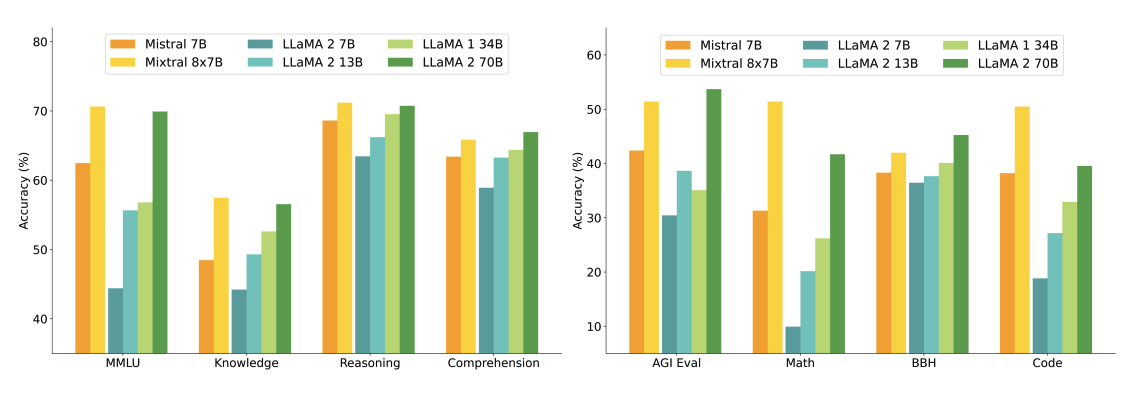 Mistral 7B LLaMA 2 7B LLaMA 1 34B
Mixtral 8x7B LLaMA 2 13B LLaMA 2 70B
80
70
60
50
40
Accuracy (%)
MMLU Knowledge Reasoning Comprehension
Mistral 7B LLaMA 2 7B LLaMA 1 34B
Mixtral 8x7B LLaMA 2 13B LLaMA 2 70B
60
50
40
30
20
10
Accuracy (%)
AGI Eval Math BBH Code